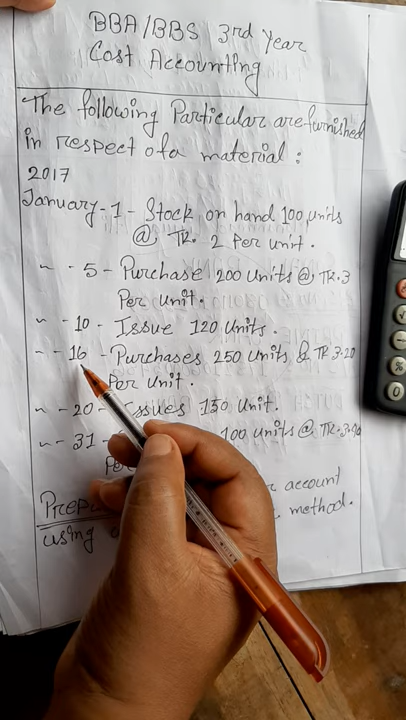 BBA/BBS 3rd Year
Cost Accounting
The following Particular are furnished
in respect of a material :
2017
January-1- Stock on hand 100 units
@ TK. 2 Per unit.
~ - 5 - Purchase 200 units @ TK.3
Per unit.
~ -10 - Issue 120 units.
~ -16 - Purchases 250 units & TK 3.20
Per unit.
~ -20- Issues 150 unit.
~ -31- 100 units @ TK.
account
using method.